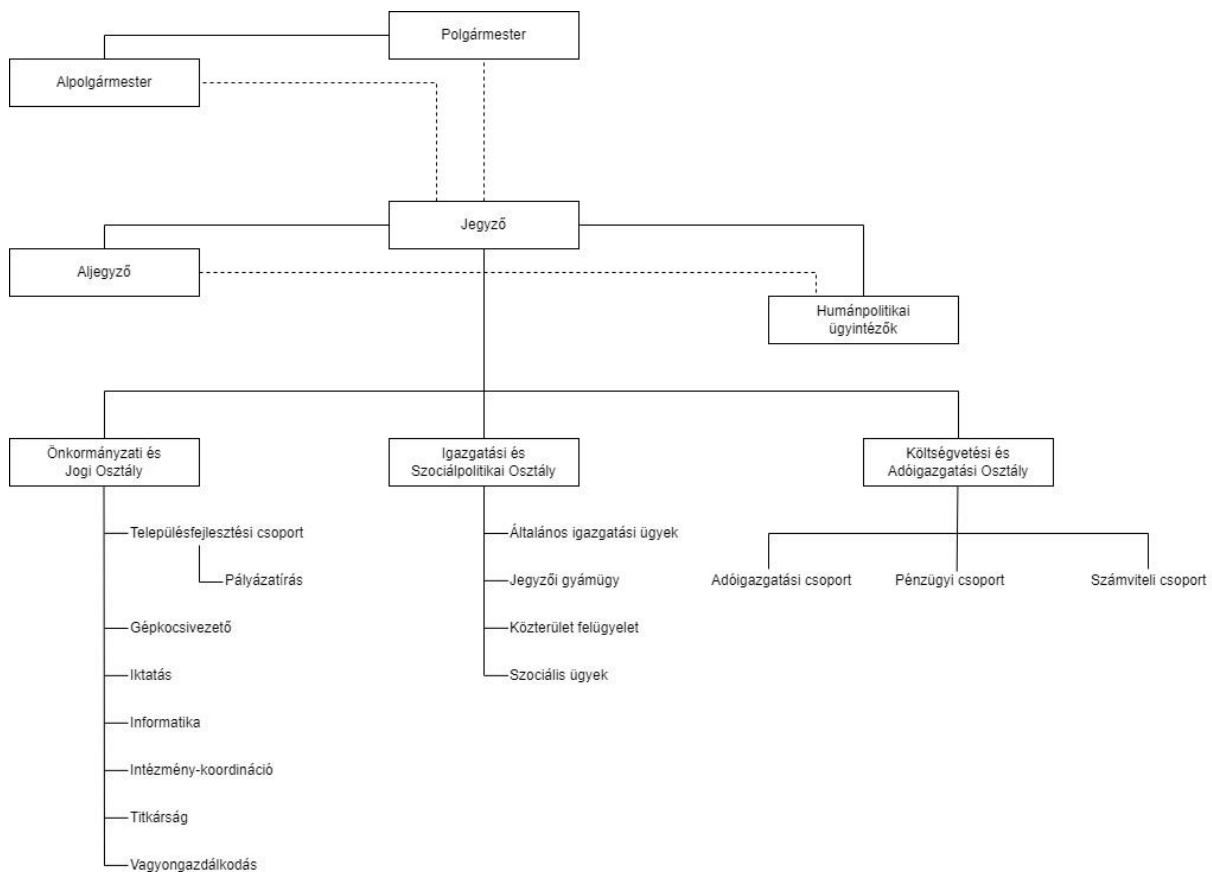 Polgármester
Alpolgármester
Jegyző
Aljegyző
Humánpolitikai
ügyintézők
Önkormányzati és
Jogi Osztály
Igazgatási és
Szociálpolitikai Osztály
Költségvetési és
Adóigazgatási Osztály
Településfejlesztési csoport
Pályázatírás
Gépkocsivezető
Iktatás
Informatika
Intézmény-koordináció
Titkárság
Vagyongazdálkodás
Általános igazgatási ügyek
Jegyzői gyámügy
Közterület felügyelet
Szociális ügyek
Adóigazgatási csoport
Pénzügyi csoport
Számviteli csoport